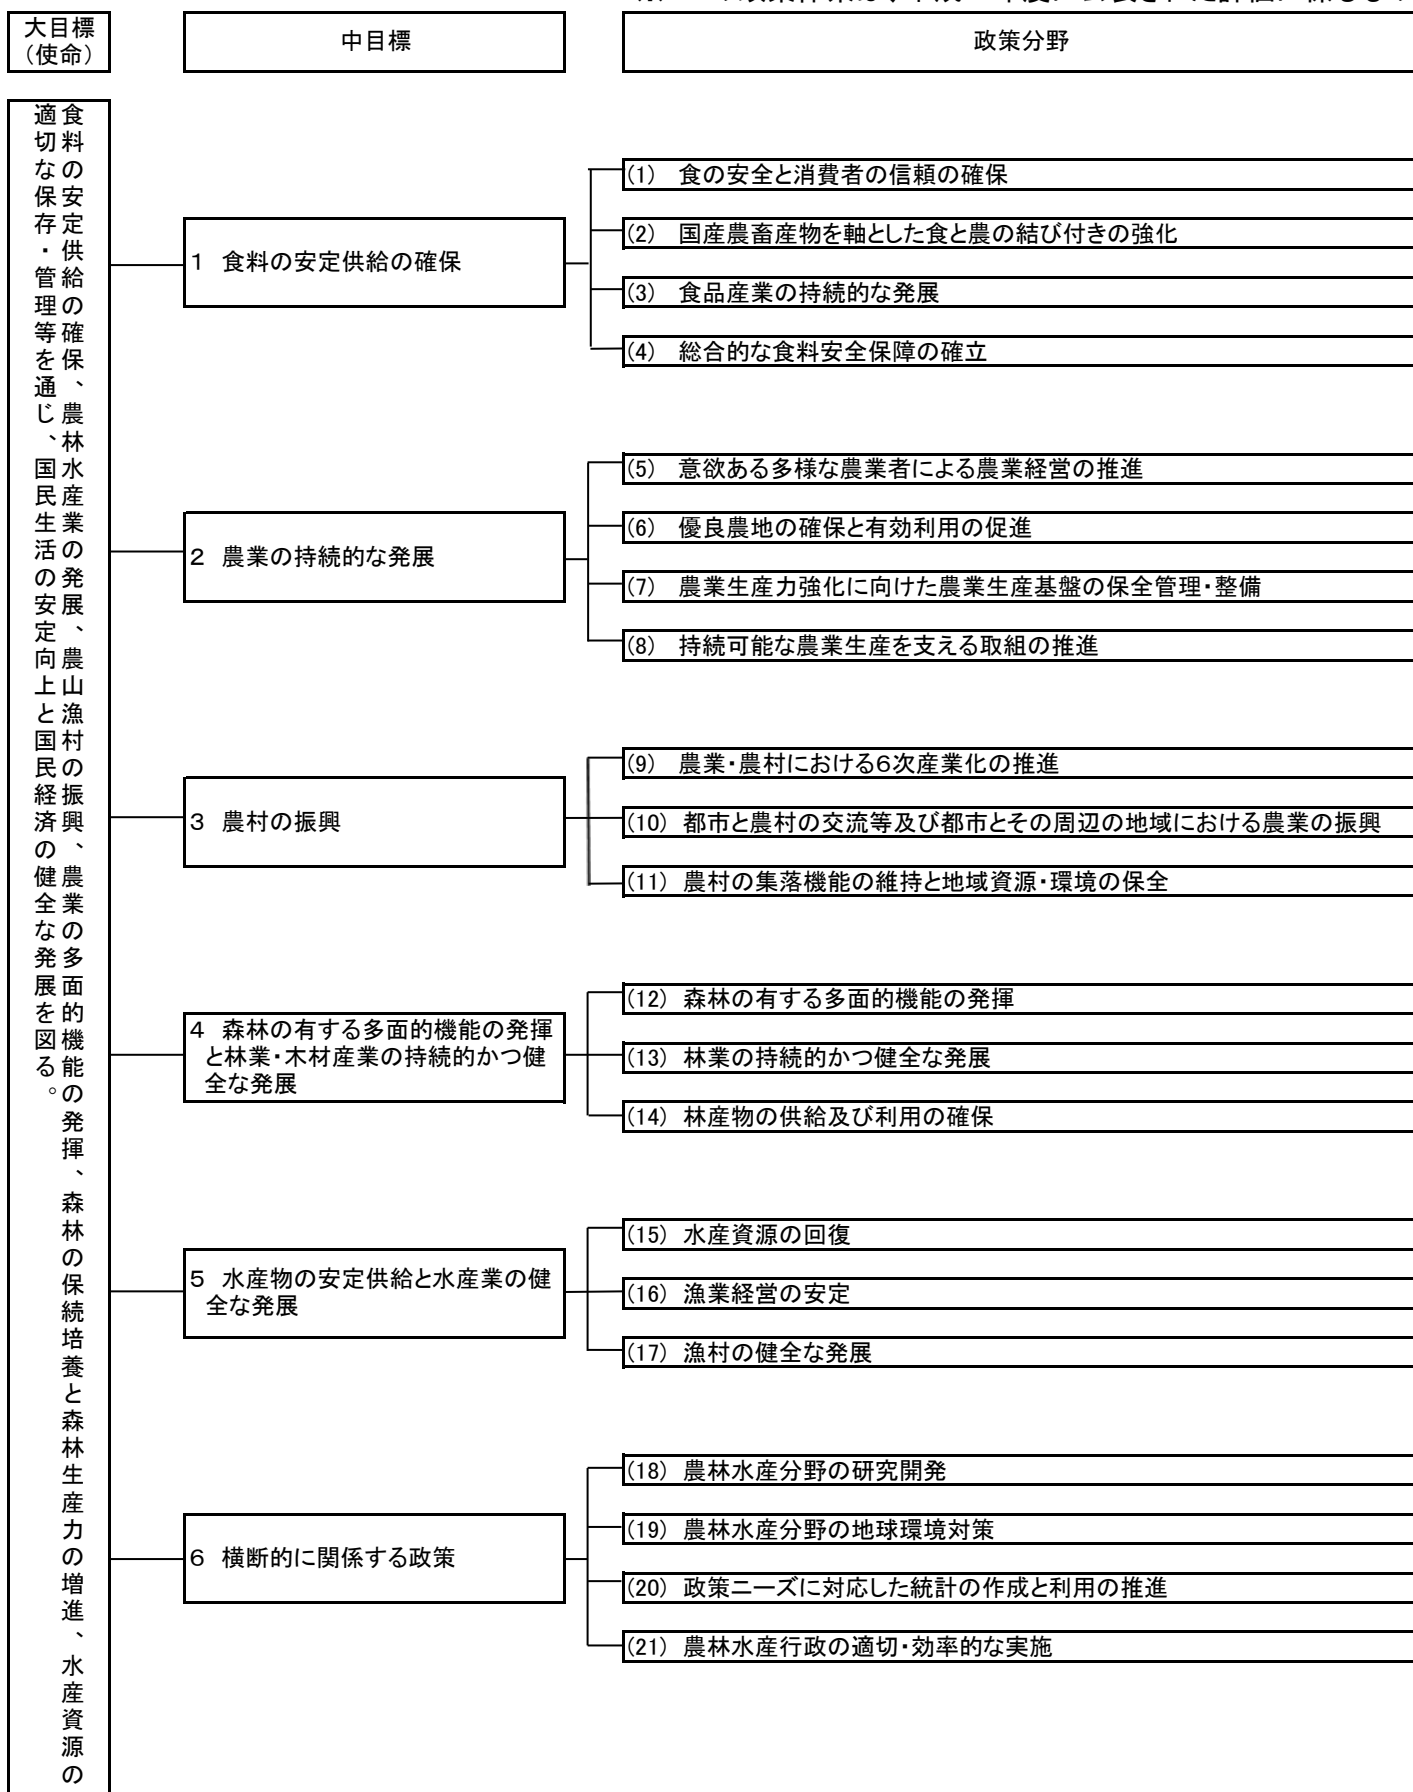 大目標
（使命）
中目標
政策分野
食料の安定供給の確保、農林水産業の発展、農山漁村の振興、農業の多面的機能の発揮、森林の保続培養と森林生産力の増進、水産資源の
適切な保存・管理等を通じ、国民生活の安定向上と国民経済の健全な発展を図る。
1 食料の安定供給の確保
(1) 食の安全と消費者の信頼の確保
(2) 国産農畜産物を軸とした食と農の結び付きの強化
(3) 食品産業の持続的な発展
(4) 総合的な食料安全保障の確立
2 農業の持続的な発展
(5) 意欲ある多様な農業者による農業経営の推進
(6) 優良農地の確保と有効利用の促進
(7) 農業生産力強化に向けた農業生産基盤の保全管理・整備
(8) 持続可能な農業生産を支える取組の推進
3 農村の振興
(9) 農業・農村における6次産業化の推進
(10) 都市と農村の交流等及び都市とその周辺の地域における農業の振興
(11) 農村の集落機能の維持と地域資源・環境の保全
4 森林の有する多面的機能の発揮
と林業・木材産業の持続的かつ健
全な発展
(12) 森林の有する多面的機能の発揮
(13) 林業の持続的かつ健全な発展
(14) 林産物の供給及び利用の確保
5 水産物の安定供給と水産業の健
全な発展
(15) 水産資源の回復
(16) 漁業経営の安定
(17) 漁村の健全な発展
6 横断的に関係する政策
(18) 農林水産分野の研究開発
(19) 農林水産分野の地球環境対策
(20) 政策ニーズに対応した統計の作成と利用の推進
(21) 農林水産行政の適切・効率的な実施